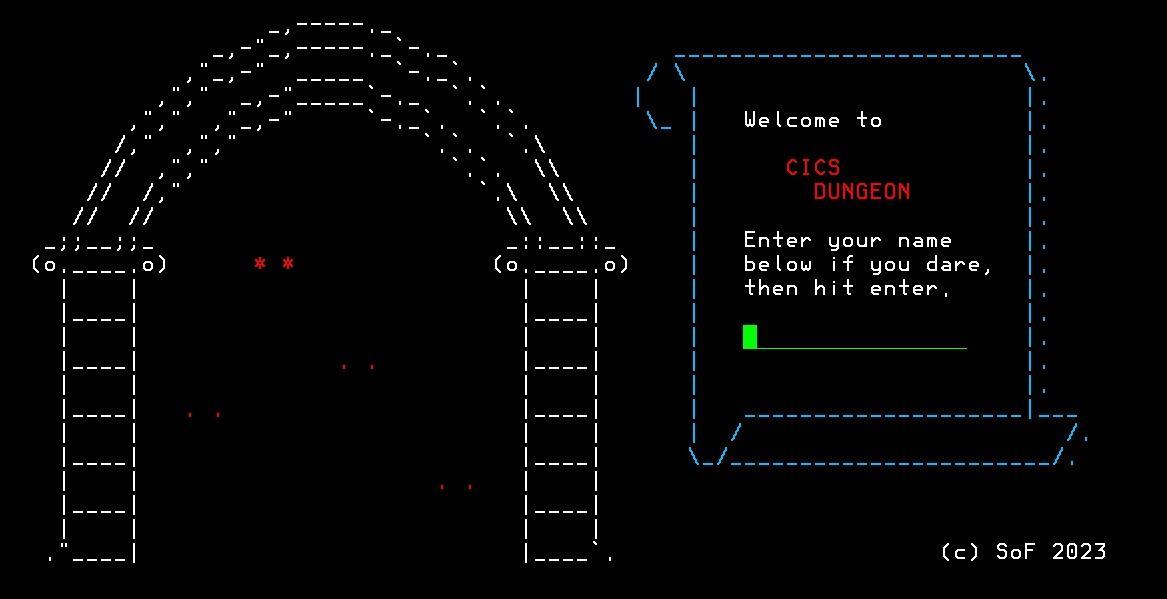 Welcome to
CICS
DUNGEON
Enter your name
below if you dare,
then hit enter.
(c) SoF 2023